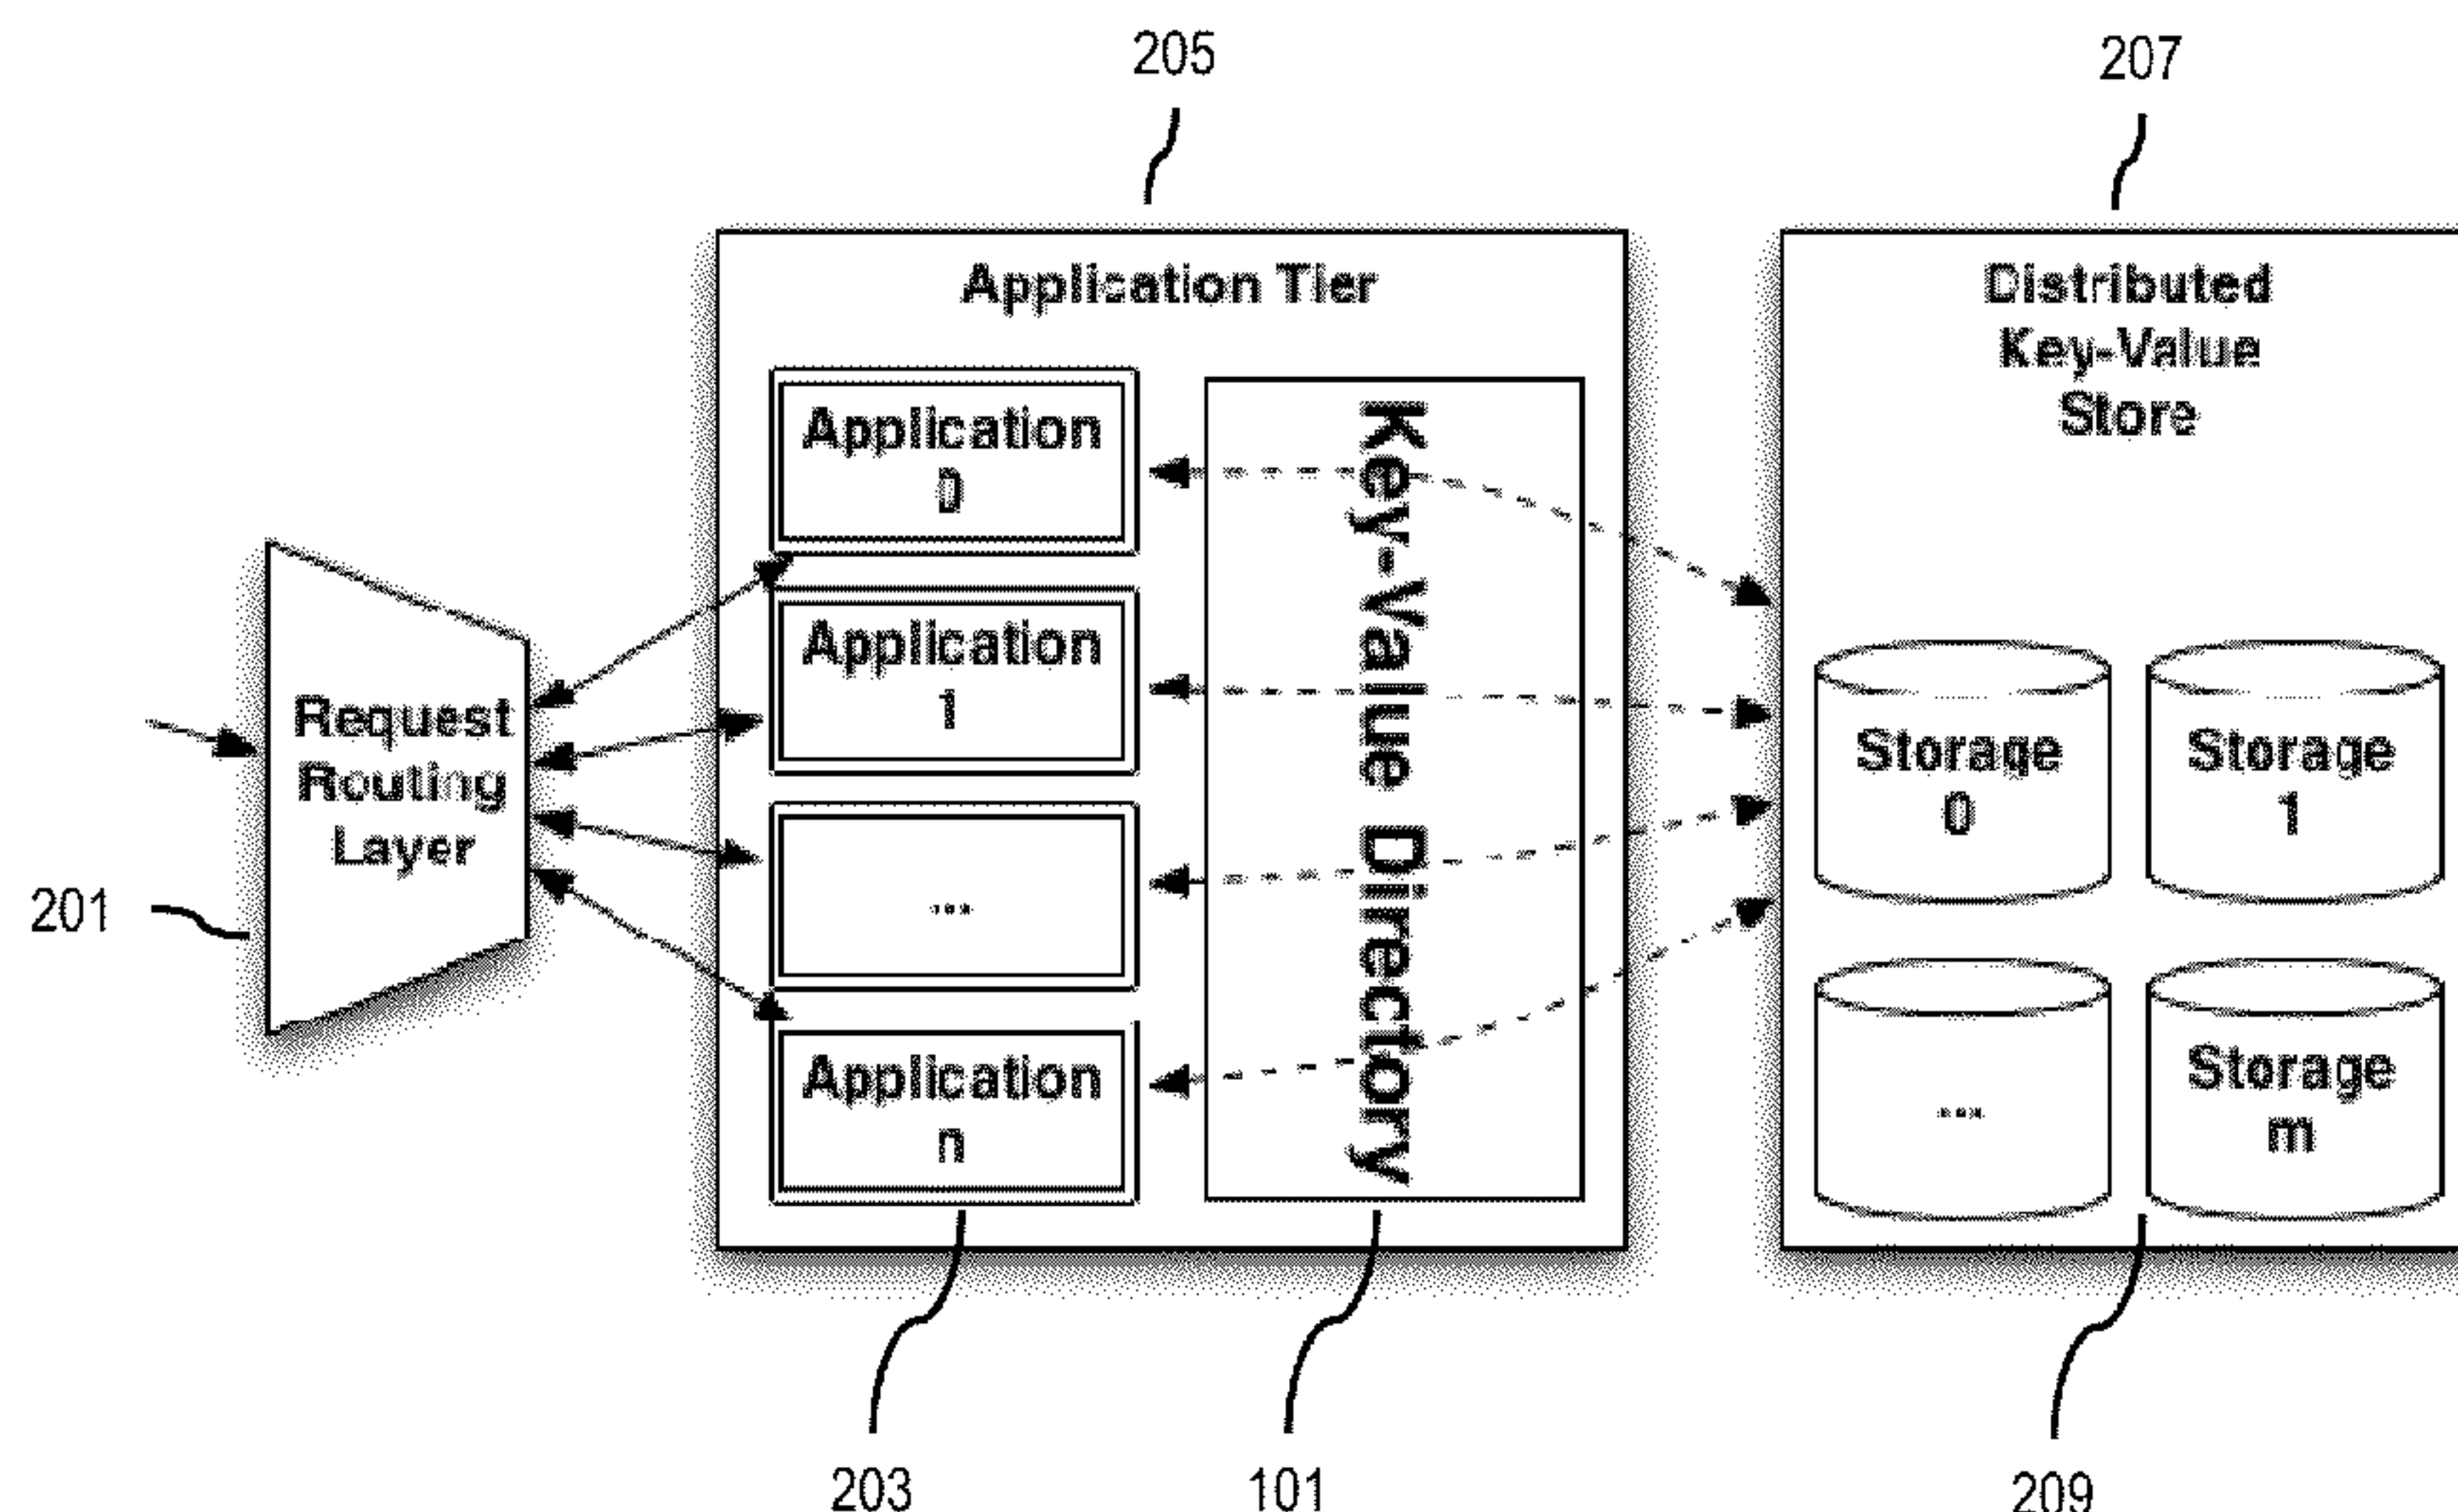 205
207
Application Tier
Distributed
Key-Value
Store
Application
0
Application
1
...
Application
n
Key-Value Directory
Request
Routing
Layer
Storage
0
Storage
1
...
Storage
m
201
203
101
209